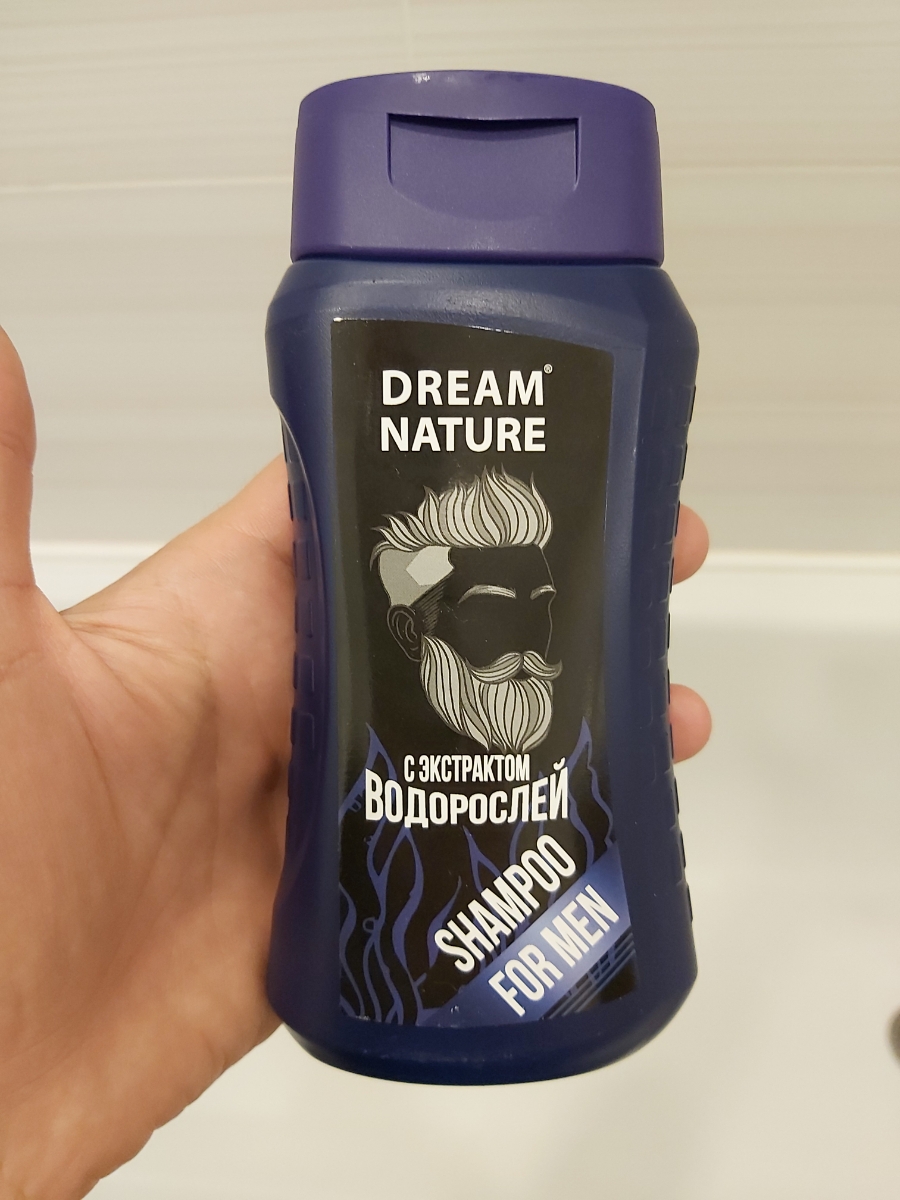 DREAM®
NATURE
С ЭКСТРАКТОМ
ВОДОРОСЛЕЙ
SHAMPOO
FOR MEN